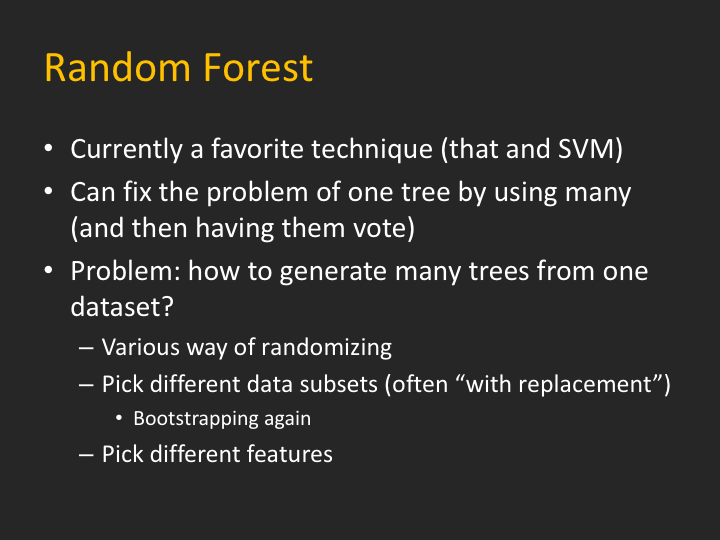 Random Forest
• Currently a favorite technique (that and SVM)
• Can fix the problem of one tree by using many
(and then having them vote)
• Problem: how to generate many trees from one
dataset?
– Various way of randomizing
– Pick different data subsets (often “with replacement”)
• Bootstrapping again
– Pick different features